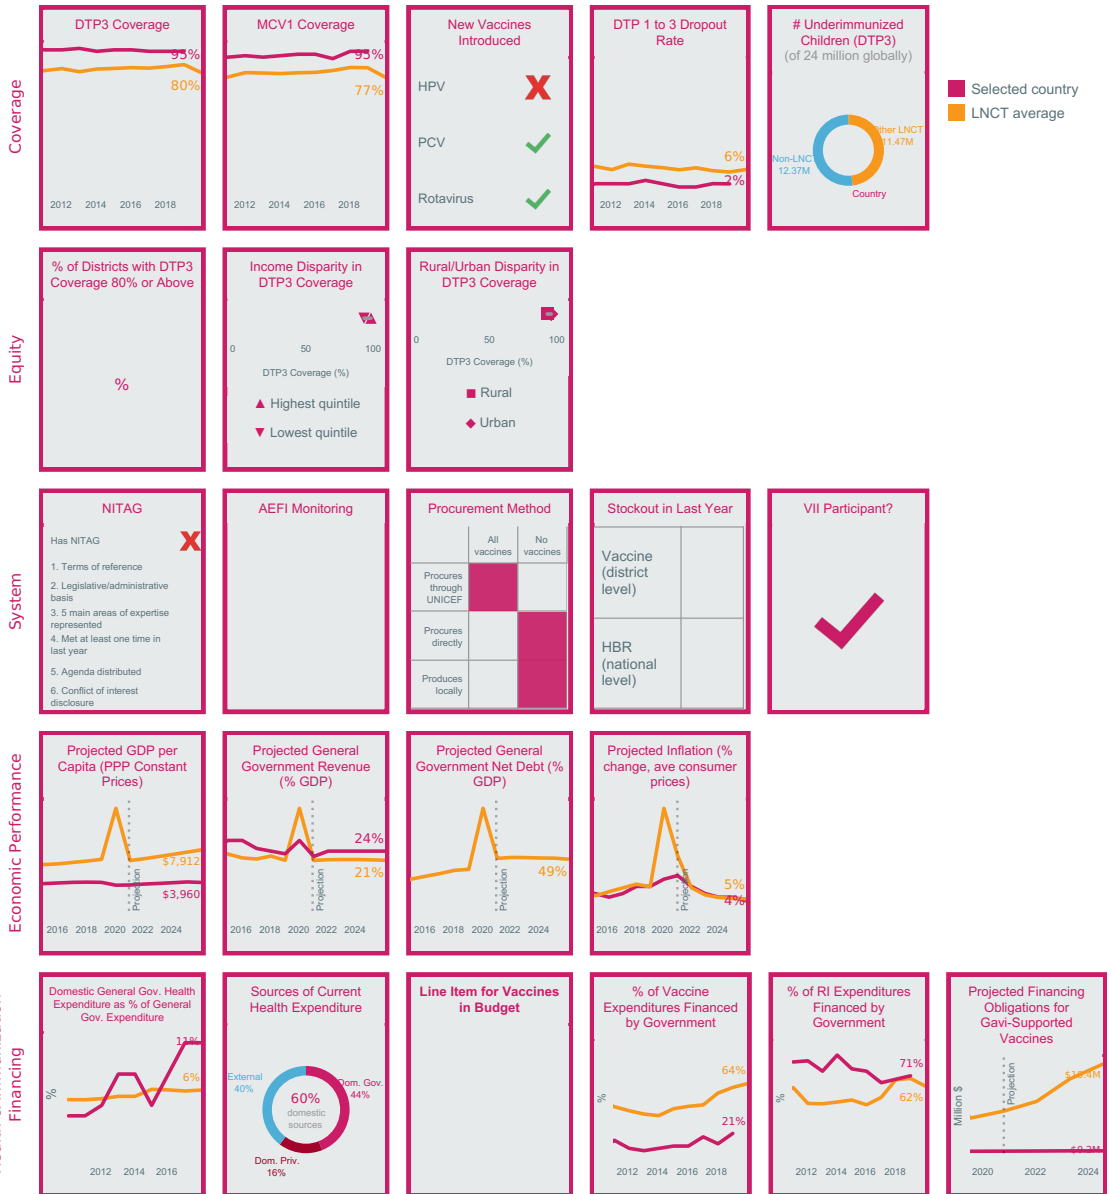 Coverage
DTP3 Coverage
95%
80%
2012 2014 2016 2018
MCV1 Coverage
95%
77%
2012 2014 2016 2018
New Vaccines
Introduced
HPV
PCV
Rotavirus
DTP 1 to 3 Dropout
Rate
6%
2%
2012 2014 2016 2018
# Underimmunized
Children (DTP3)
(of 24 million globally)
Other LNCT
11.47M
Non-LNCT
12.37M
Country
Selected country
LNCT average
Equity
% of Districts with DTP3
Coverage 80% or Above
%
Income Disparity in
DTP3 Coverage
0 50 100
DTP3 Coverage (%)
Highest quintile
Lowest quintile
Rural/Urban Disparity in
DTP3 Coverage
0 50 100
DTP3 Coverage (%)
Rural
Urban
System
NITAG
Has NITAG
X
1. Terms of reference
2. Legislative/administrative
basis
3. 5 main areas of expertise
represented
4. Met at least one time in
last year
5. Agenda distributed
6. Conflict of interest
disclosure
AEFI Monitoring
Procurement Method
All
vaccines
No
vaccines
Procures
through
UNICEF
Procures
directly
Produces
locally
Stockout in Last Year
Vaccine
(district
level)
HBR
(national
level)
VII Participant?
Economic Performance
Projected GDP per
Capita (PPP Constant
Prices)
$7,912
$3,960
Projection
2016 2018 2020 2022 2024
Projected General
Government Revenue
(% GDP)
24%
21%
Projection
2016 2018 2020 2022 2024
Projected General
Government Net Debt (%
GDP)
49%
Projection
2016 2018 2020 2022 2024
Projected Inflation (%
change, ave consumer
prices)
5%
4%
Projection
2016 2018 2020 2022 2024
Financing
Domestic General Gov. Health
Expenditure as % of General
Gov. Expenditure
11%
6%
%
2012 2014 2016
Sources of Current
Health Expenditure
External
40%
Dom. Gov.
44%
60%
domestic
sources
Dom. Priv.
16%
Line Item for Vaccines
in Budget
% of Vaccine
Expenditures Financed
by Government
64%
21%
%
2012 2014 2016 2018
% of RI Expenditures
Financed by
Government
71%
62%
%
2012 2014 2016 2018
Projected Financing
Obligations for
Gavi-Supported
Vaccines
Projection
Million $
2020 2022 2024